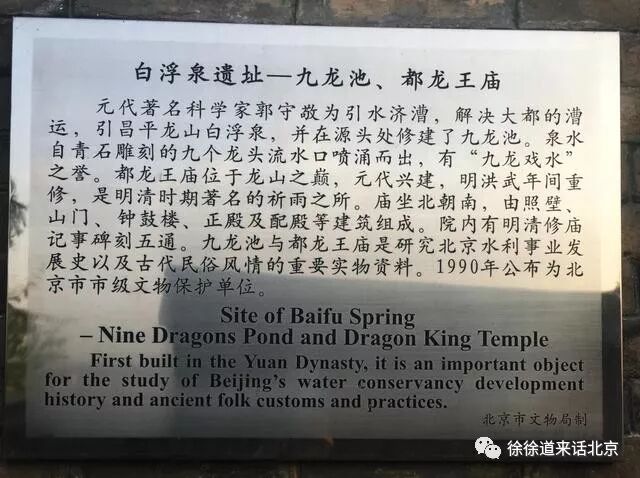 白浮泉遗址—九龙池、都龙王庙
元代著名科学家郭守敬为引水济漕，解决大都的漕
运，引昌平龙山白浮泉，并在源头处修建了九龙池。泉水
自青石雕刻的九个龙头流水口喷涌而出，有“九龙戏水”
之誉。都龙王庙位于龙山之巅，元代兴建，明洪武年间重
修，是明清时期著名的祈雨之所。庙坐北朝南，由照壁、
山门、钟鼓楼、正殿及配殿等建筑组成。院内有明清修庙
记事碑刻五通。九龙池与都龙王庙是研究北京水利事业发
展史以及古代民俗风情的重要实物资料。1990年公布为北
京市市级文物保护单位。
Site of Baifu Spring
– Nine Dragons Pond and Dragon King Temple
First built in the Yuan Dynasty, it is an important object
for the study of Beijing's water conservancy development
history and ancient folk customs and practices.
北京市文物局制
徐徐道来话北京